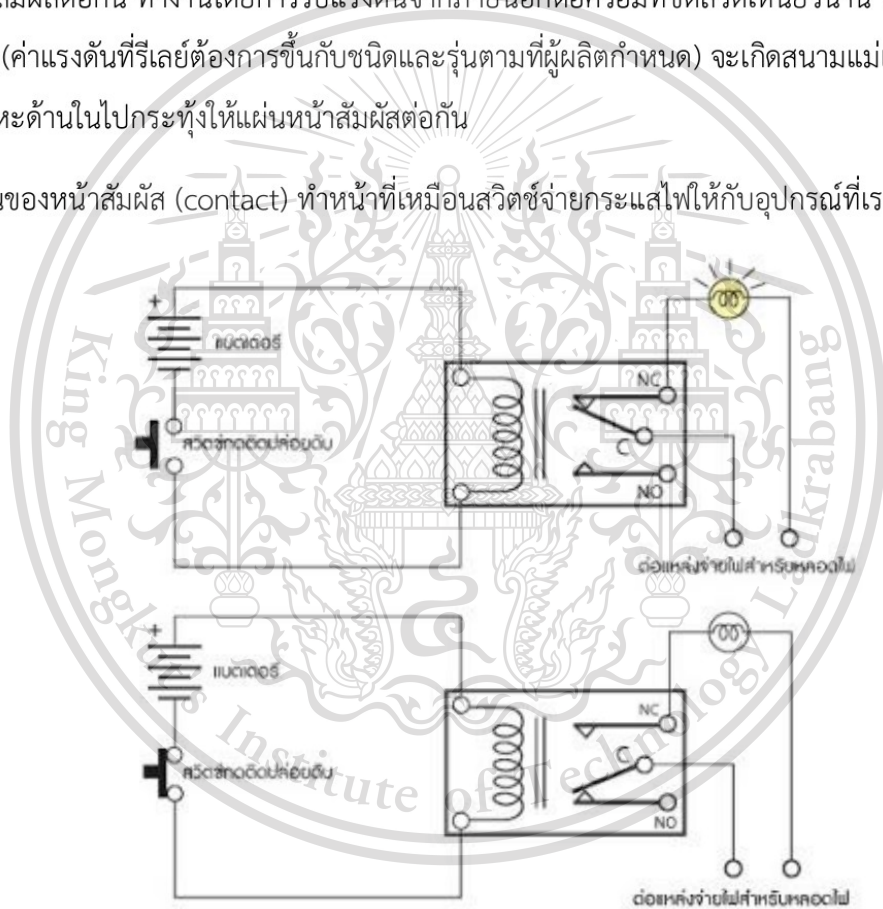 (ค่าแรงดันที่รีเลย์ต้องการขึ้นกับชนิดและรุ่นตามที่ผู้ผลิตกำหนด) จะเกิดสนามแม่
ด้านในไปกระทุ้งให้แผ่นหน้าสัมผัสต่อกัน
ของหน้าสัมผัส (contact) ทำหน้าที่เหมือนสวิตช์จ่ายกระแสไฟให้กับอุปกรณ์ที่เรา
+
แบตเตอรี่
สวิตช์กดติดปล่อยดับ
NC
C
NO
ต่อแหล่งจ่ายไฟสำหรับหลอดไฟ
+
แบตเตอรี่
สวิตช์กดติดปล่อยดับ
NC
C
NO
ต่อแหล่งจ่ายไฟสำหรับหลอดไฟ
King Mongkut's Institute of Technology Ladkrabang